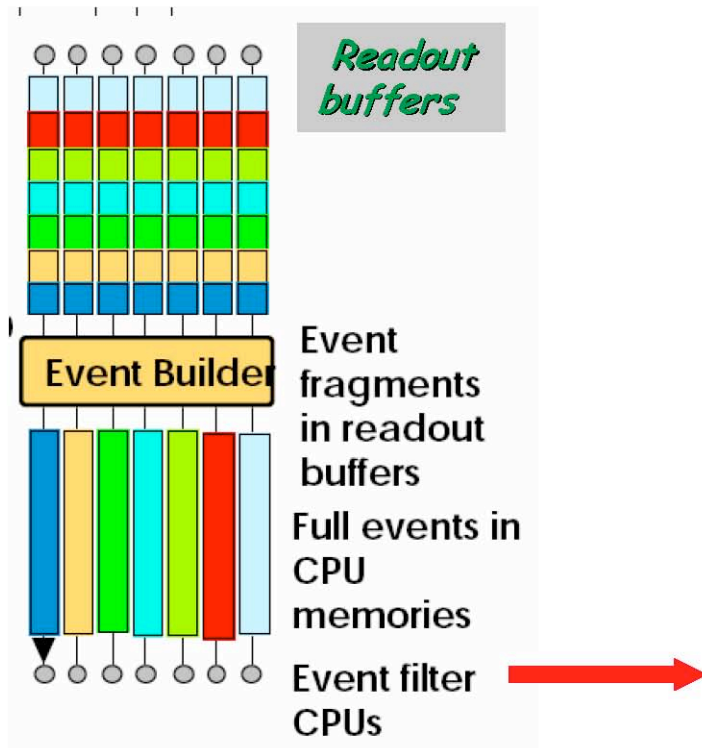 Readout
buffers
Event Builder
Event
fragments
in readout
buffers
Full events in
CPU
memories
Event filter
CPUs